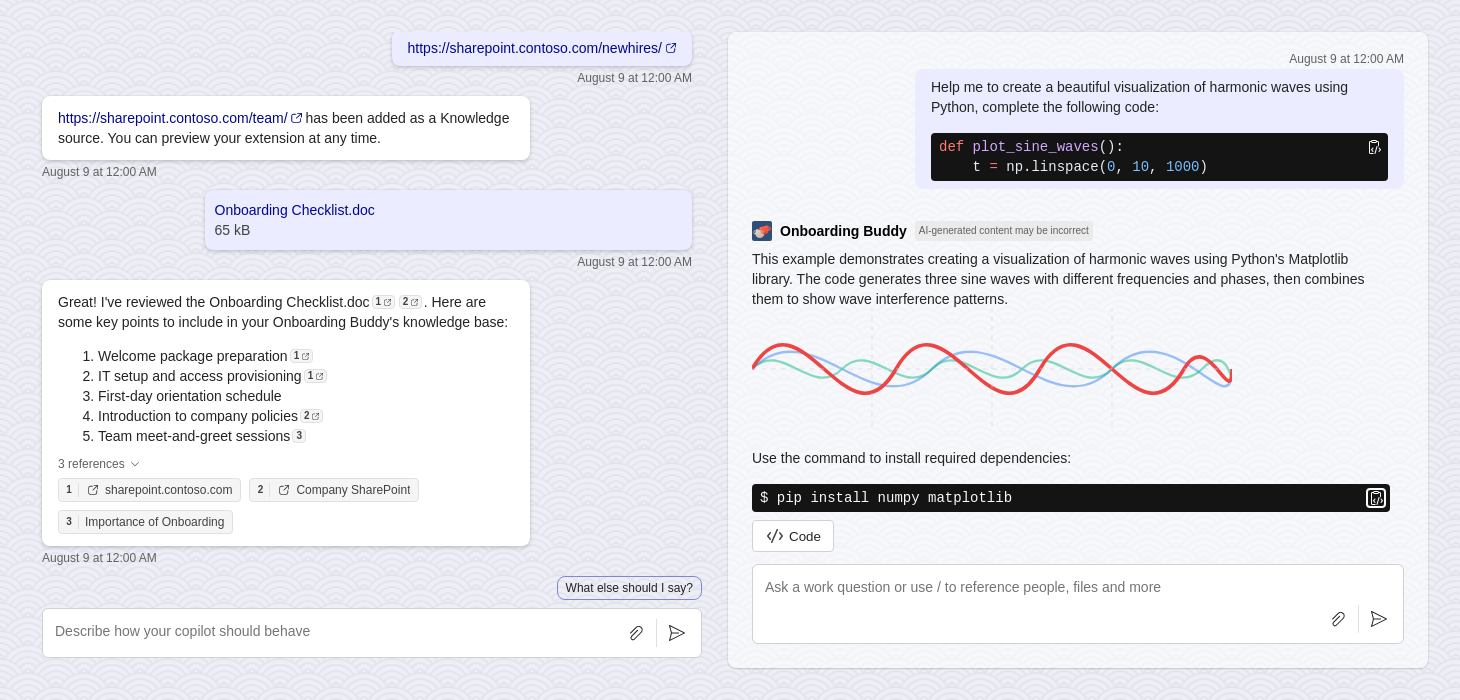 https://sharepoint.contoso.com/newhires/
August 9 at 12:00 AM
https://sharepoint.contoso.com/team/ has been added as a Knowledge
source. You can preview your extension at any time.
August 9 at 12:00 AM
Onboarding Checklist.doc
65 kB
August 9 at 12:00 AM
Great! I've reviewed the Onboarding Checklist.doc 1 2 . Here are
some key points to include in your Onboarding Buddy's knowledge base:
1. Welcome package preparation 1
2. IT setup and access provisioning 1
3. First-day orientation schedule
4. Introduction to company policies 2
5. Team meet-and-greet sessions 3
3 references
1 sharepoint.contoso.com 2 Company SharePoint
3 Importance of Onboarding
August 9 at 12:00 AM
What else should I say?
Describe how your copilot should behave
August 9 at 12:00 AM
Help me to create a beautiful visualization of harmonic waves using
Python, complete the following code:
def plot_sine_waves():
    t = np.linspace(0, 10, 1000)
Onboarding Buddy AI-generated content may be incorrect
This example demonstrates creating a visualization of harmonic waves using Python's Matplotlib
library. The code generates three sine waves with different frequencies and phases, then combines
them to show wave interference patterns.
Use the command to install required dependencies:
$ pip install numpy matplotlib
Code
Ask a work question or use / to reference people, files and more